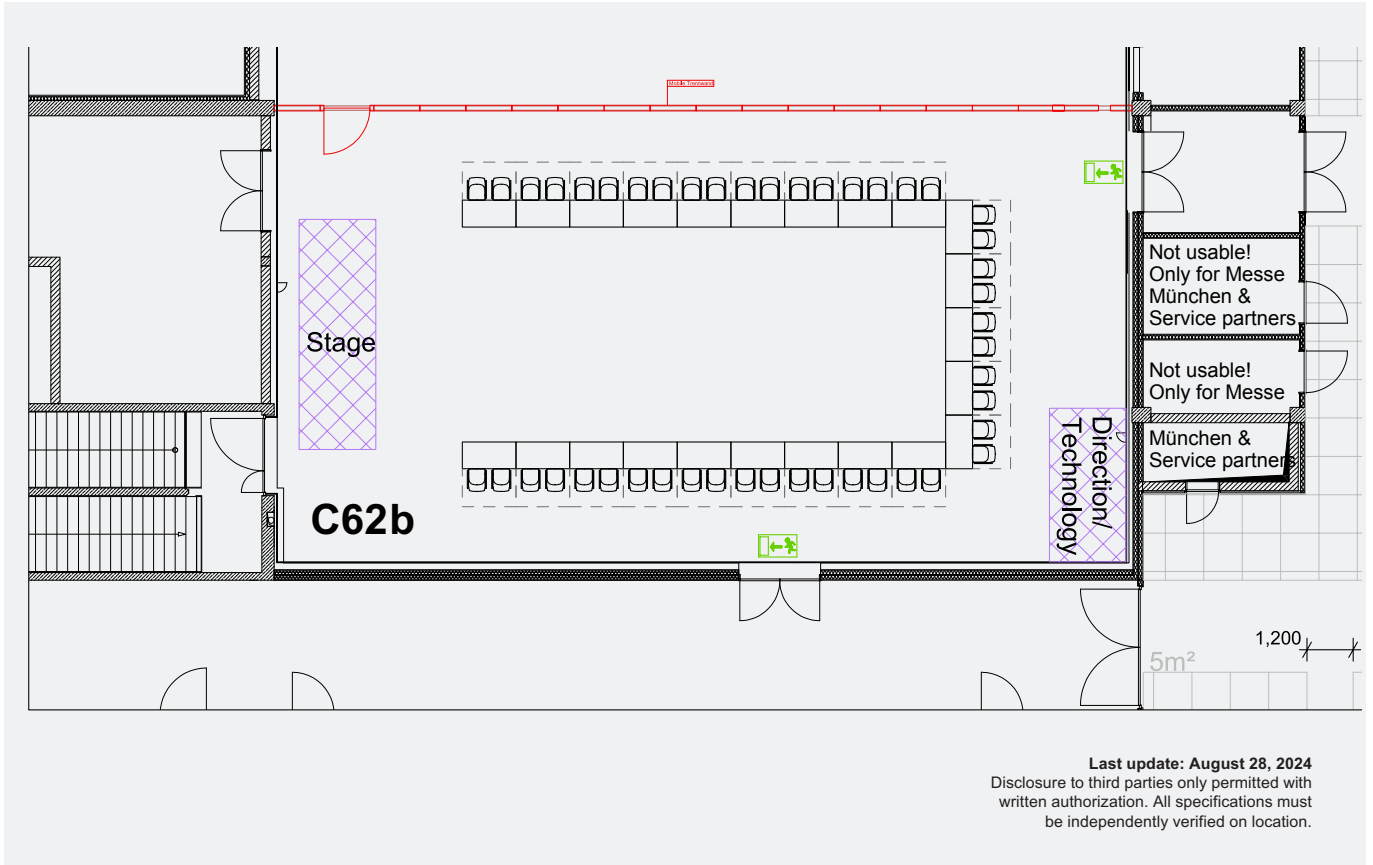 Mobile Trennwand
Not usable!
Only for Messe
München &
Service partners
Stage
Not usable!
Only for Messe
Direction/
Technology
München &
Service partners
C62b
1,200
5m²
Last update: August 28, 2024
Disclosure to third parties only permitted with
written authorization. All specifications must
be independently verified on location.